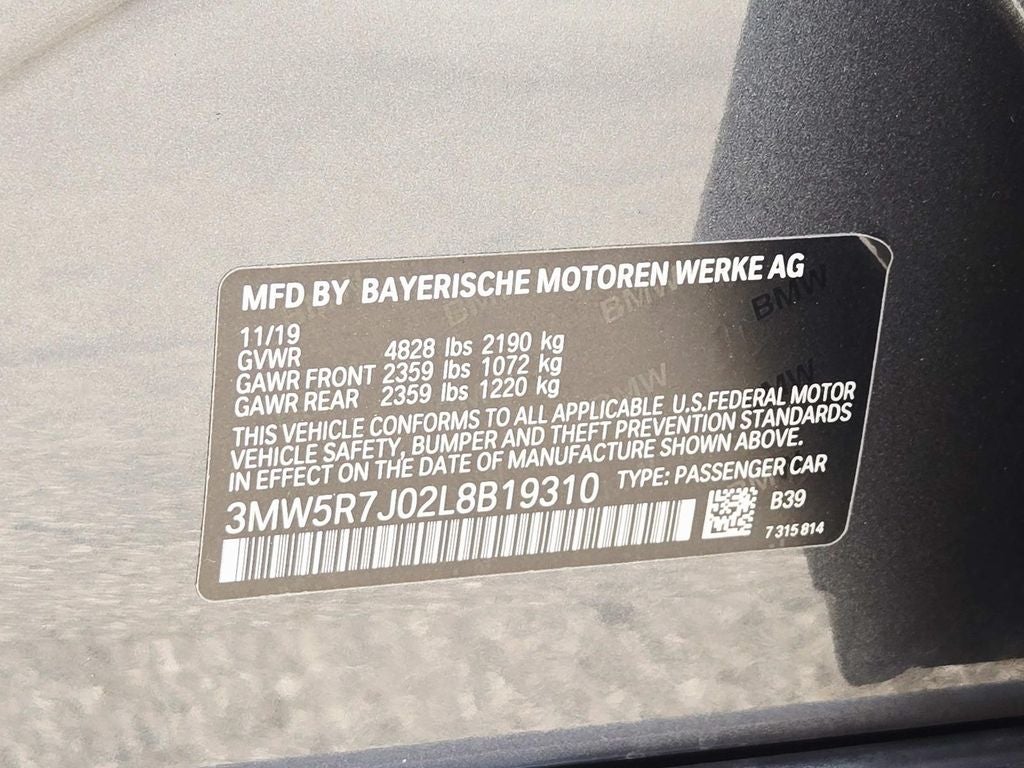 MFD BY BAYERISCHE MOTOREN WERKE AG
11/19
GVWR 4828 lbs 2190 kg
GAWR FRONT 2359 lbs 1072 kg
GAWR REAR 2359 lbs 1220 kg
THIS VEHICLE CONFORMS TO ALL APPLICABLE U.S.FEDERAL MOTOR
VEHICLE SAFETY, BUMPER AND THEFT PREVENTION STANDARDS
IN EFFECT ON THE DATE OF MANUFACTURE SHOWN ABOVE.
3MW5R7J02L8B19310 TYPE: PASSENGER CAR
B39
7 315 814
BMW
BMW
BMW